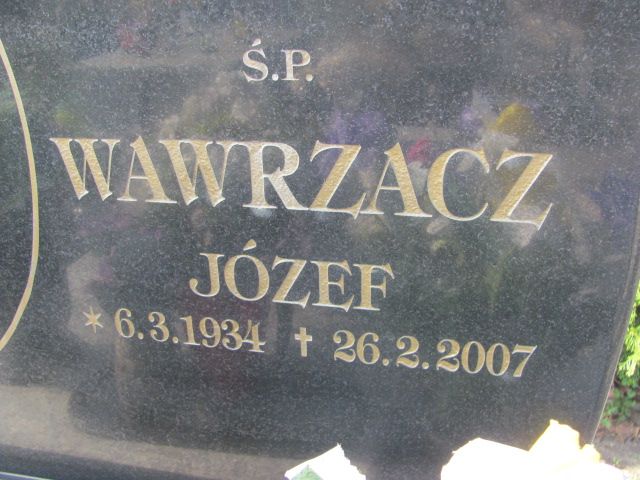 Ś.P.
WAWRZACZ
JÓZEF
* 6.3.1934 † 26.2.2007